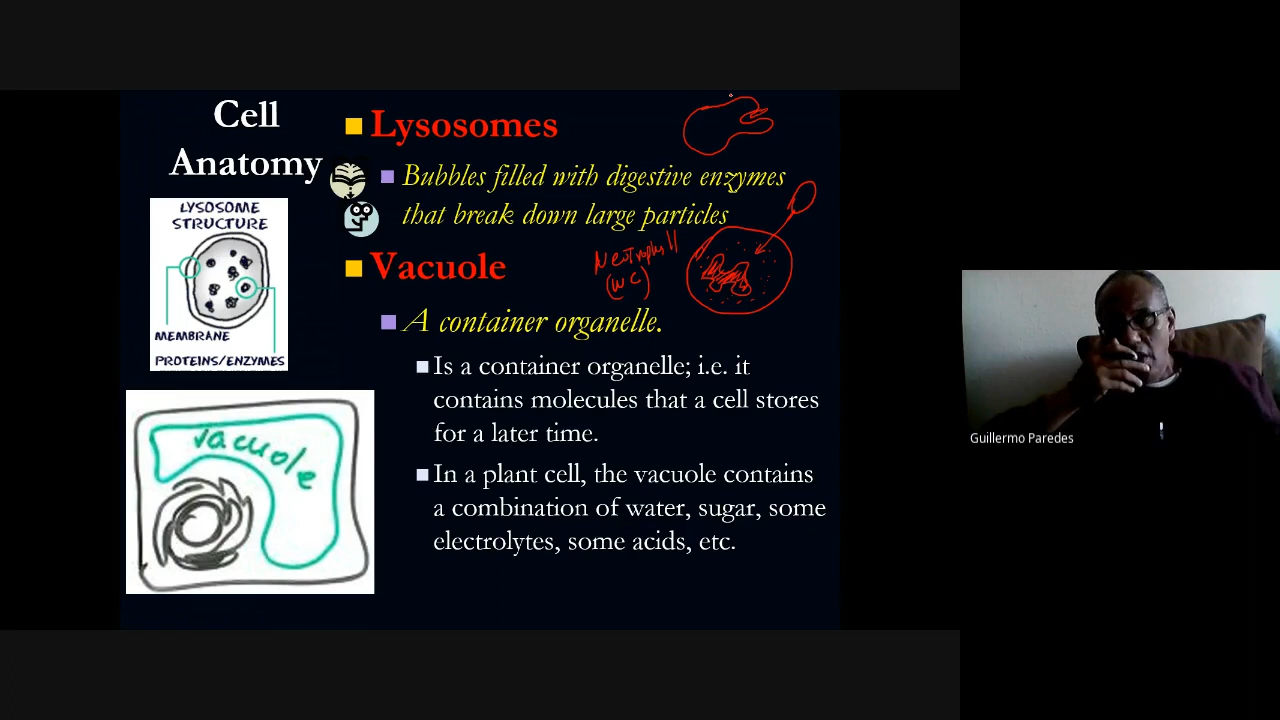 Cell
Anatomy
Lysosomes
Bubbles filled with digestive enzymes
that break down large particles
Neutrophil
(WC)
Vacuole
A container organelle.
Is a container organelle; i.e. it
contains molecules that a cell stores
for a later time.
In a plant cell, the vacuole contains
a combination of water, sugar, some
electrolytes, some acids, etc.
LYSOSOME
STRUCTURE
MEMBRANE
PROTEINS/ENZYMES
vacuole
Guillermo Paredes